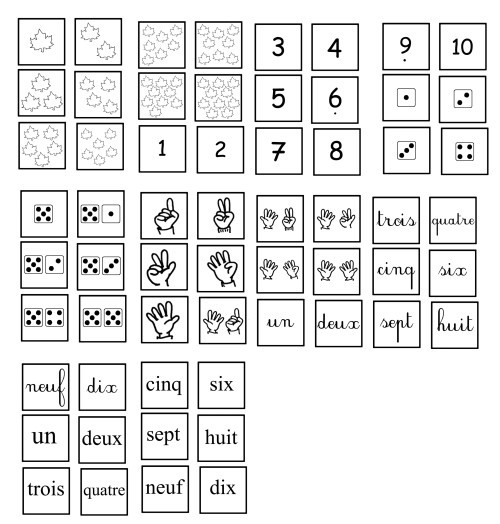 3 4 9. 10
5 6.
1 2 7 8
trois quatre
cinq six
un deux sept huit
neuf dix cinq six
un deux sept huit
trois quatre neuf dix